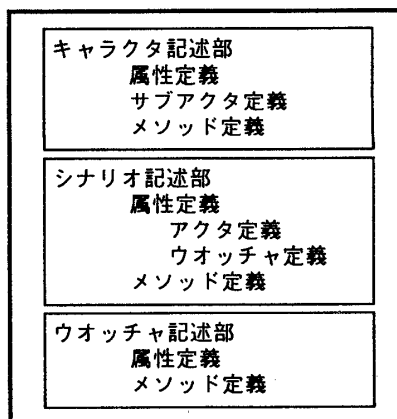 キャラクタ記述部
属性定義
サブアクタ定義
メソッド定義
シナリオ記述部
属性定義
アクタ定義
ウオッチャ定義
メソッド定義
ウオッチャ記述部
属性定義
メソッド定義